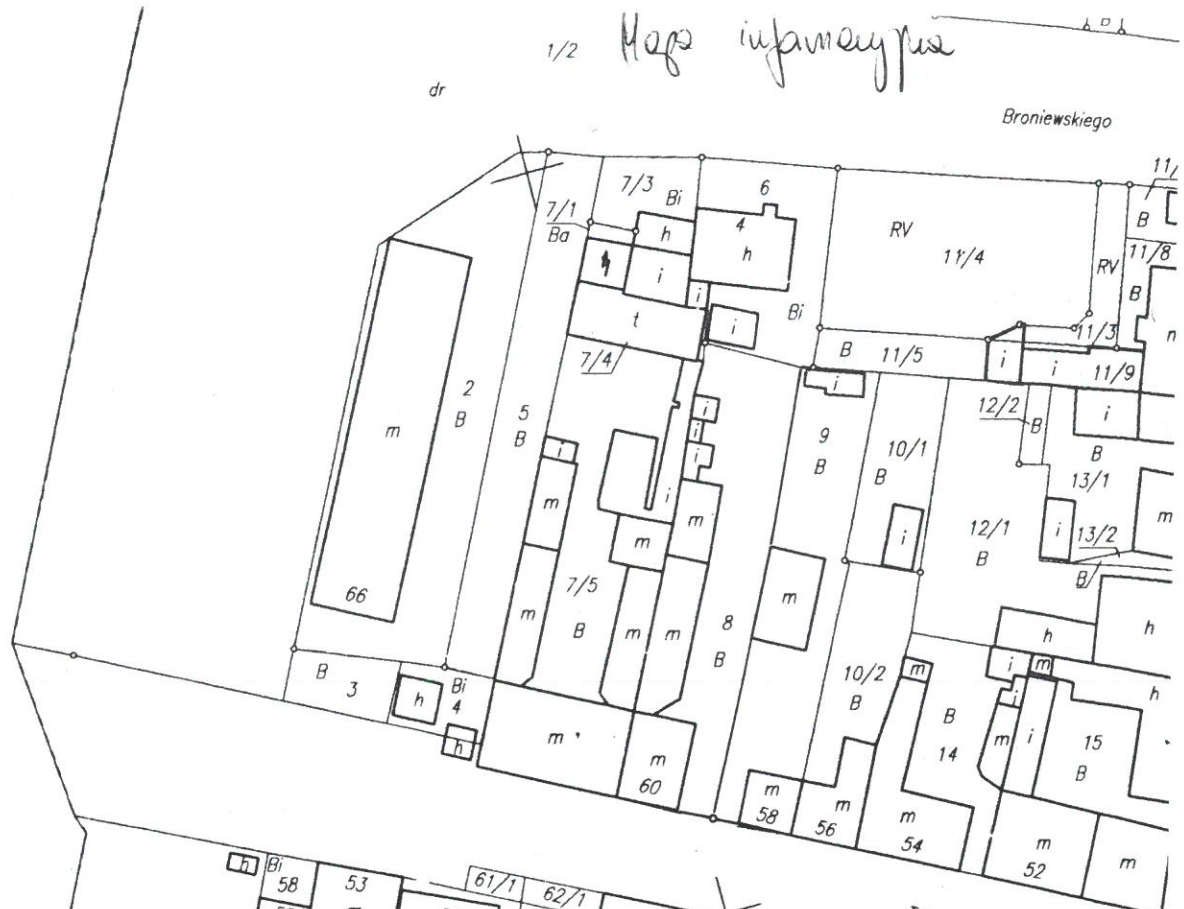 1/2 Mapa informacyjna
dr
Broniewskiego
11/
7/3 Bi 6
B
7/1
Ba
h 4 h
RV
11/4
RV
11/8
B
i
i
t
i
Bi
7/4
B 11/5
11/3
i
i 11/9
n
2
B
m
5
B
i
i
i
i
i
9
B
10/1
B
12/2
B
i
B
13/1
m
m
i
m
m
i
12/1
B
i
13/2
B
66
7/5
B
m
m
m
8
B
m
h
h
B
3
h
Bi
4
h
10/2
B
m
i
m
i
h
B
14
m
i
15
B
m
m
60
m
58
m
56
m
54
m
52
m
h
Bi
58
53
61/1
62/1